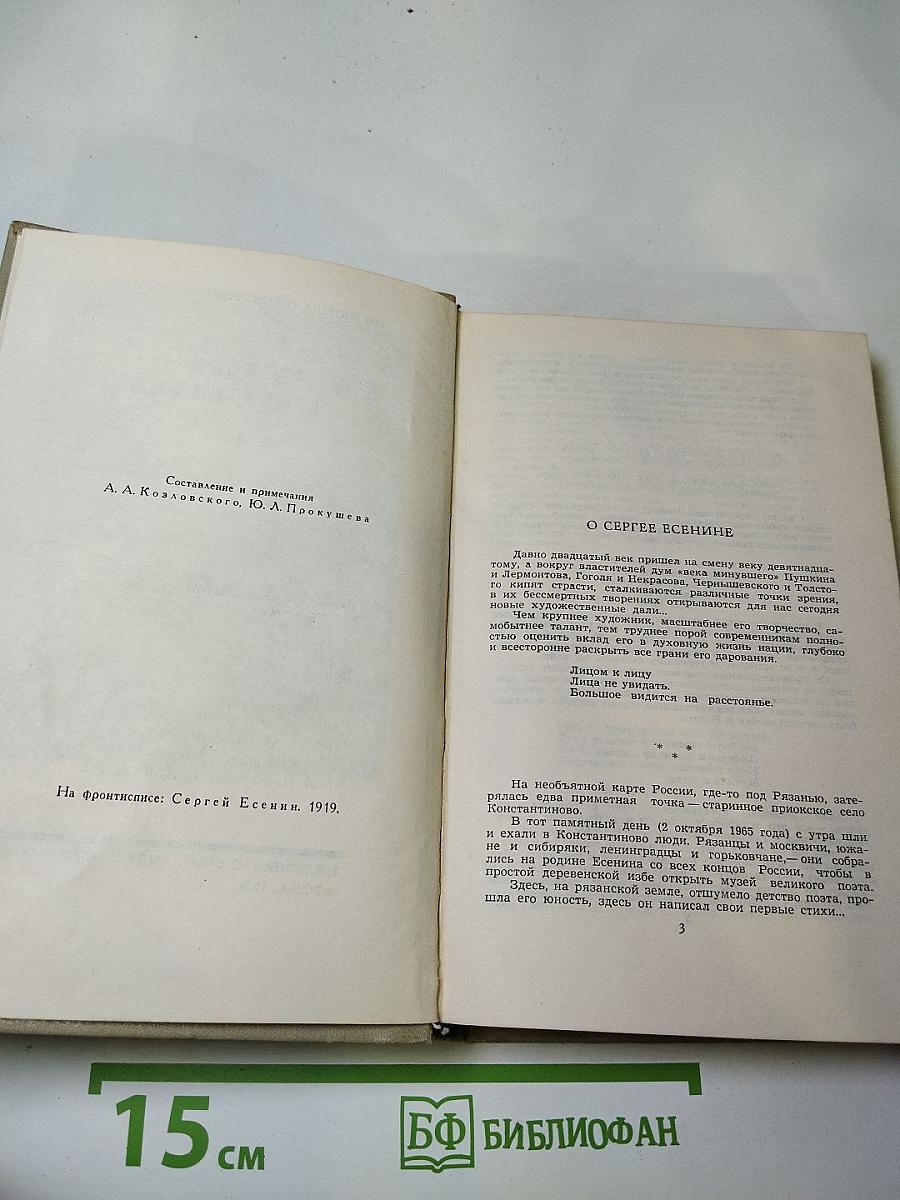 Составление и примечания
А. А. Козловского, Ю. Л. Прокушева
На фронтисписе: Сергей Есенин. 1919.
О СЕРГЕЕ ЕСЕНИНЕ
Давно двадцатый век пришел на смену веку девятнадца-
тому, а вокруг властителей дум «века минувшего» Пушкина
и Лермонтова, Гоголя и Некрасова, Чернышевского и Толсто-
го кипят страсти, сталкиваются различные точки зрения,
в их бессмертных творениях открываются для нас сегодня
новые художественные дали...
Чем крупнее художник, масштабнее его творчество, са-
мобытнее талант, тем труднее порой современникам полно-
стью оценить вклад его в духовную жизнь нации, глубоко
и всесторонне раскрыть все грани его дарования.
Лицом к лицу
Лица не увидать.
Большое видится на расстоянье.
* *
*
На необъятной карте России, где-то под Рязанью, зате-
рялась едва приметная точка — старинное приокское село
Константиново.
В тот памятный день (2 октября 1965 года) с утра шли
и ехали в Константиново люди. Рязанцы и москвичи, южа-
не и сибиряки, ленинградцы и горьковчане,— они собра-
лись на родине Есенина со всех концов России, чтобы в
простой деревенской избе открыть музей великого поэта.
Здесь, на рязанской земле, отшумело детство поэта, про-
шла его юность, здесь он написал свои первые стихи...
3
15 см
БФ БИБЛИОФАН